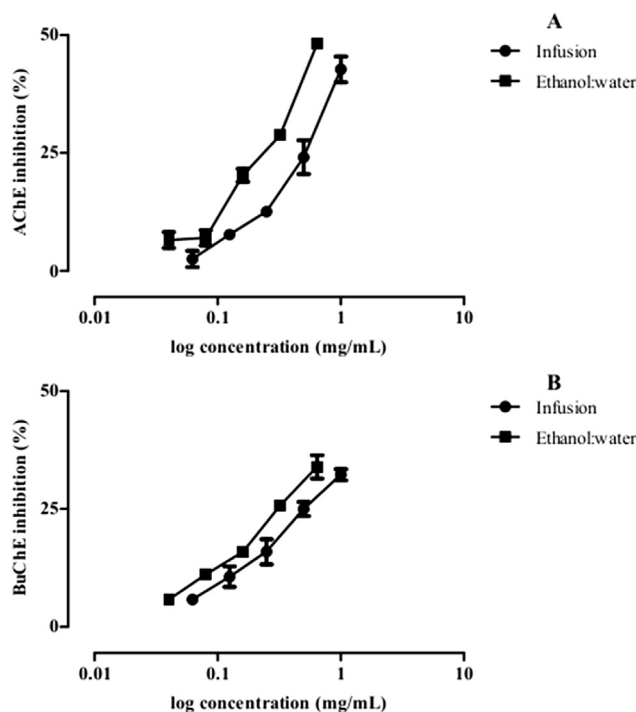 A
Infusion
Ethanol:water
50
25
0
AChE inhibition (%)
0.01 0.1 1 10
log concentration (mg/mL)
B
Infusion
Ethanol:water
50
25
0
BuChE inhibition (%)
0.01 0.1 1 10
log concentration (mg/mL)